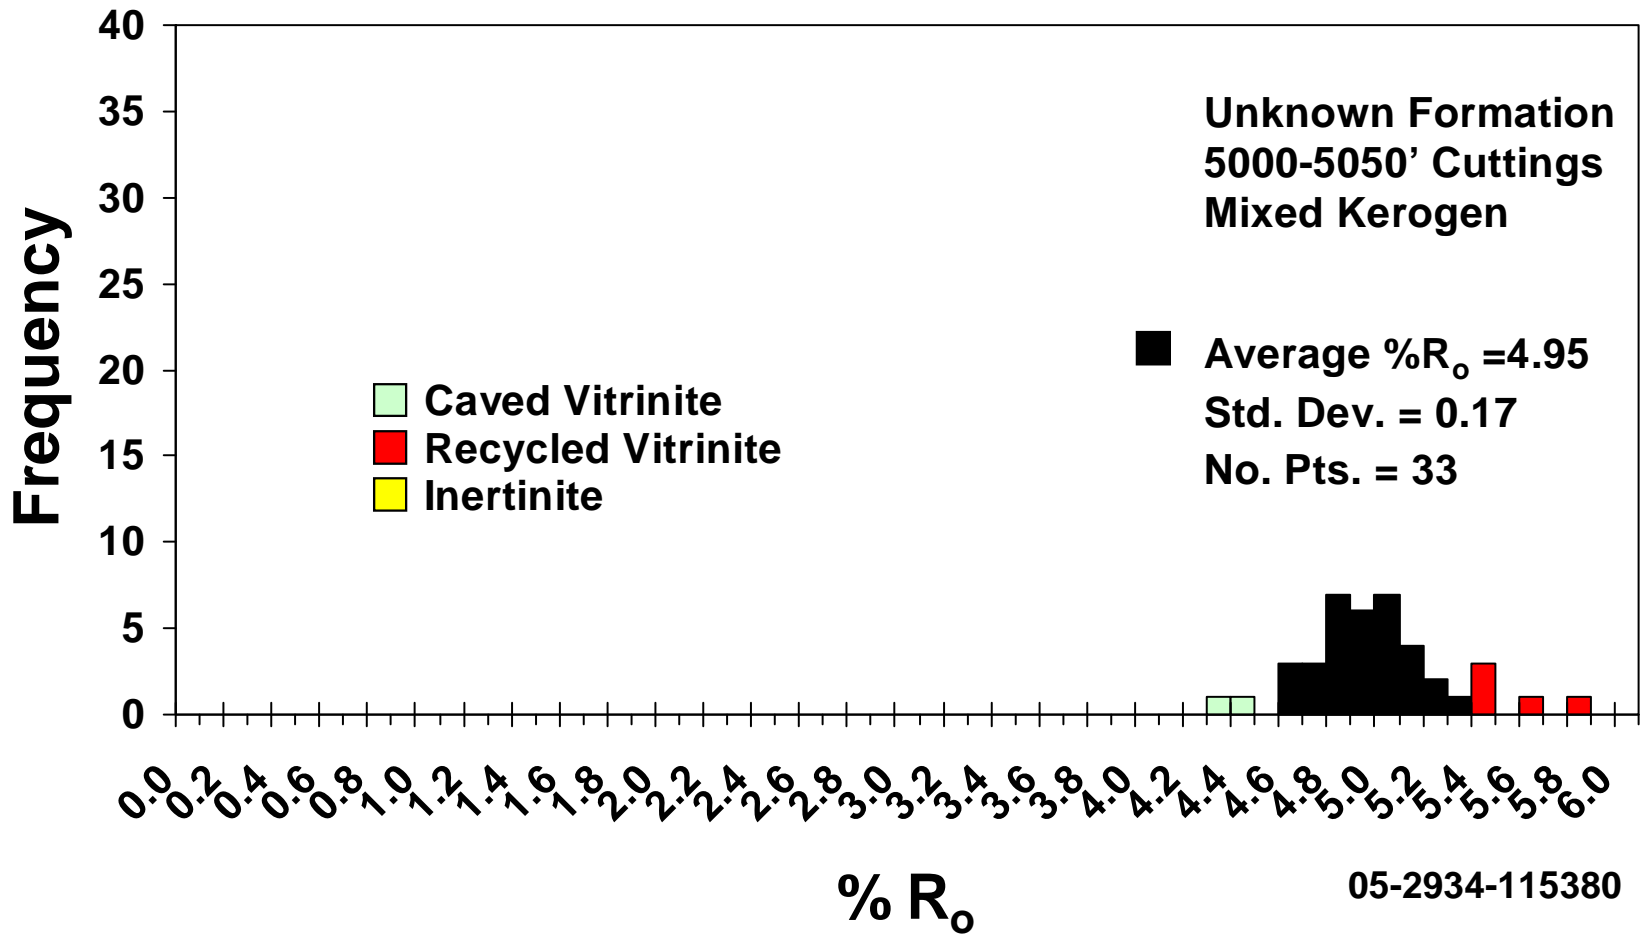 40
35
30
25
20
15
10
5
0
Frequency
Unknown Formation
5000-5050’ Cuttings
Mixed Kerogen
Average %Ro =4.95
Std. Dev. = 0.17
No. Pts. = 33
Caved Vitrinite
Recycled Vitrinite
Inertinite
0.0 0.2 0.4 0.6 0.8 1.0 1.2 1.4 1.6 1.8 2.0 2.2 2.4 2.6 2.8 3.0 3.2 3.4 3.6 3.8 4.0 4.2 4.4 4.6 4.8 5.0 5.2 5.4 5.6 5.8 6.0
% Ro
05-2934-115380